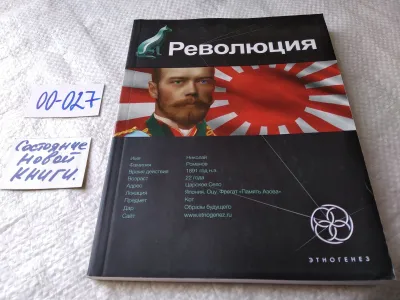 Революция
00-027
Состояние
новой
книги.
Имя Николай
Фамилия Романов
Время действия 1891 год н.э.
Возраст 22 года
Адрес Царское Село
Локации Япония, Оцу. Фрегат «Память Азова»
Предмет Кот
Дар Образы будущего
Сайт www.etnogenez.ru
ЭТНОГЕНЕЗ